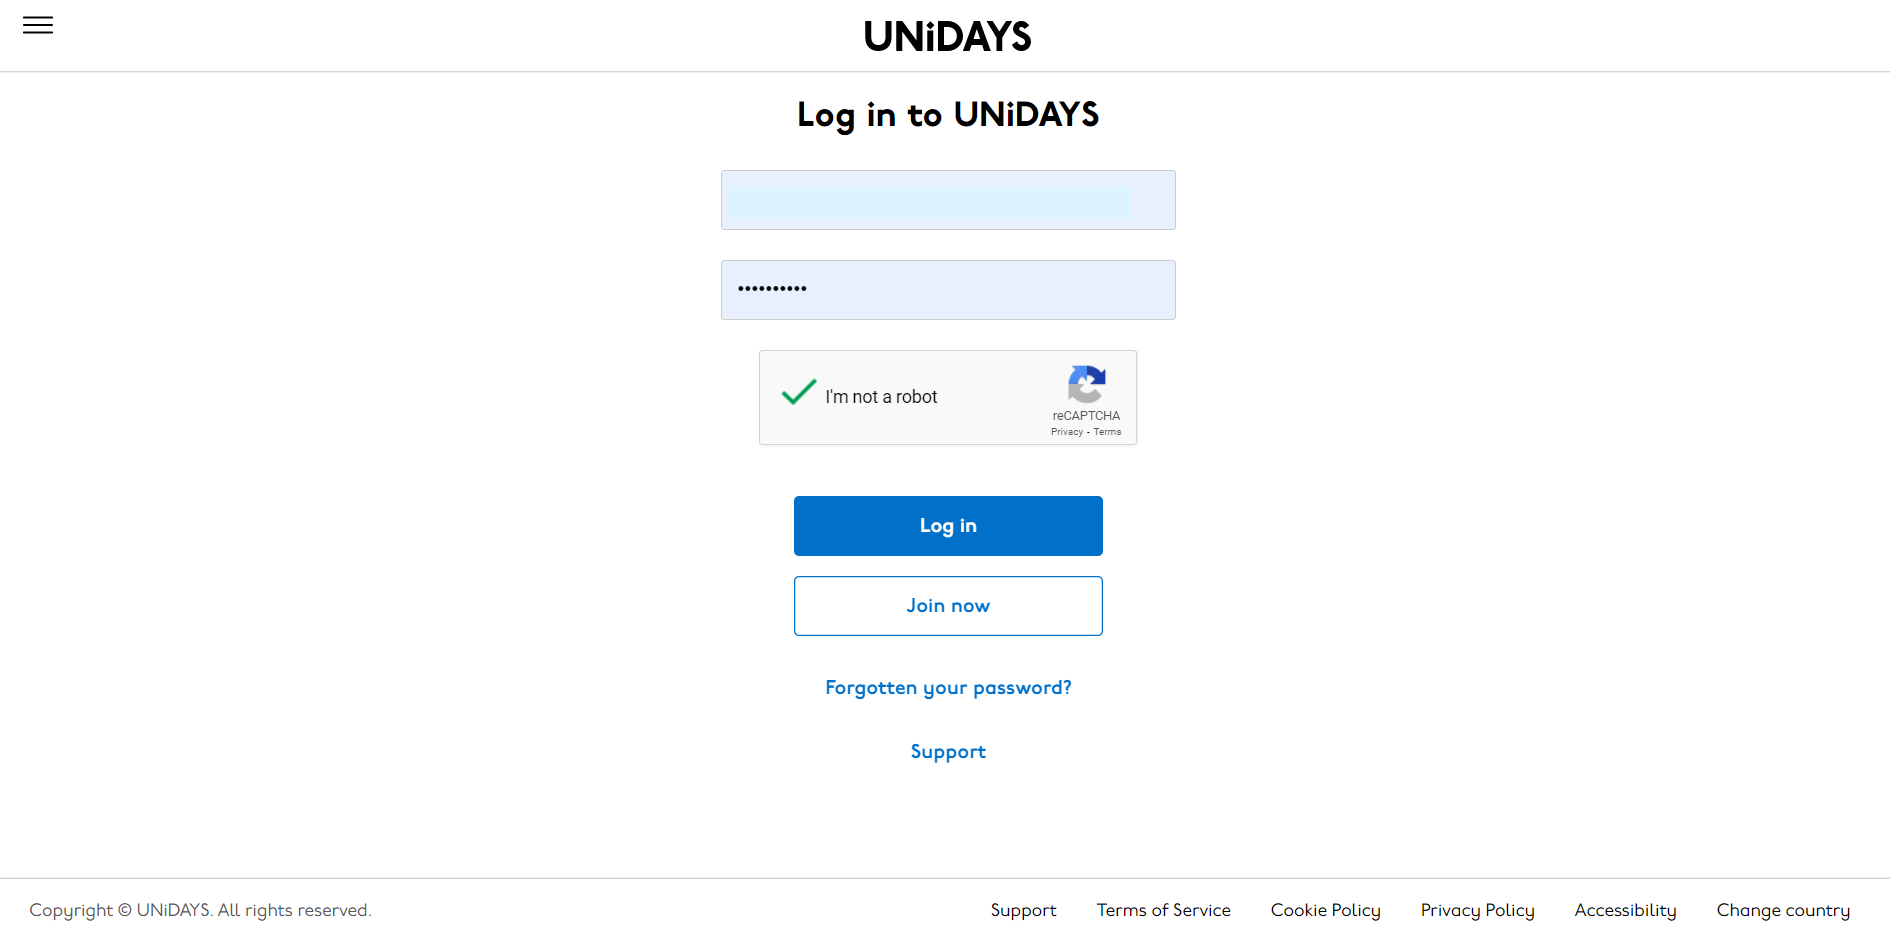 UNiDAYS
Log in to UNiDAYS
••••••••••
I'm not a robot
reCAPTCHA
Privacy - Terms
Log in
Join now
Forgotten your password?
Support
Copyright © UNiDAYS. All rights reserved. Support Terms of Service Cookie Policy Privacy Policy Accessibility Change country